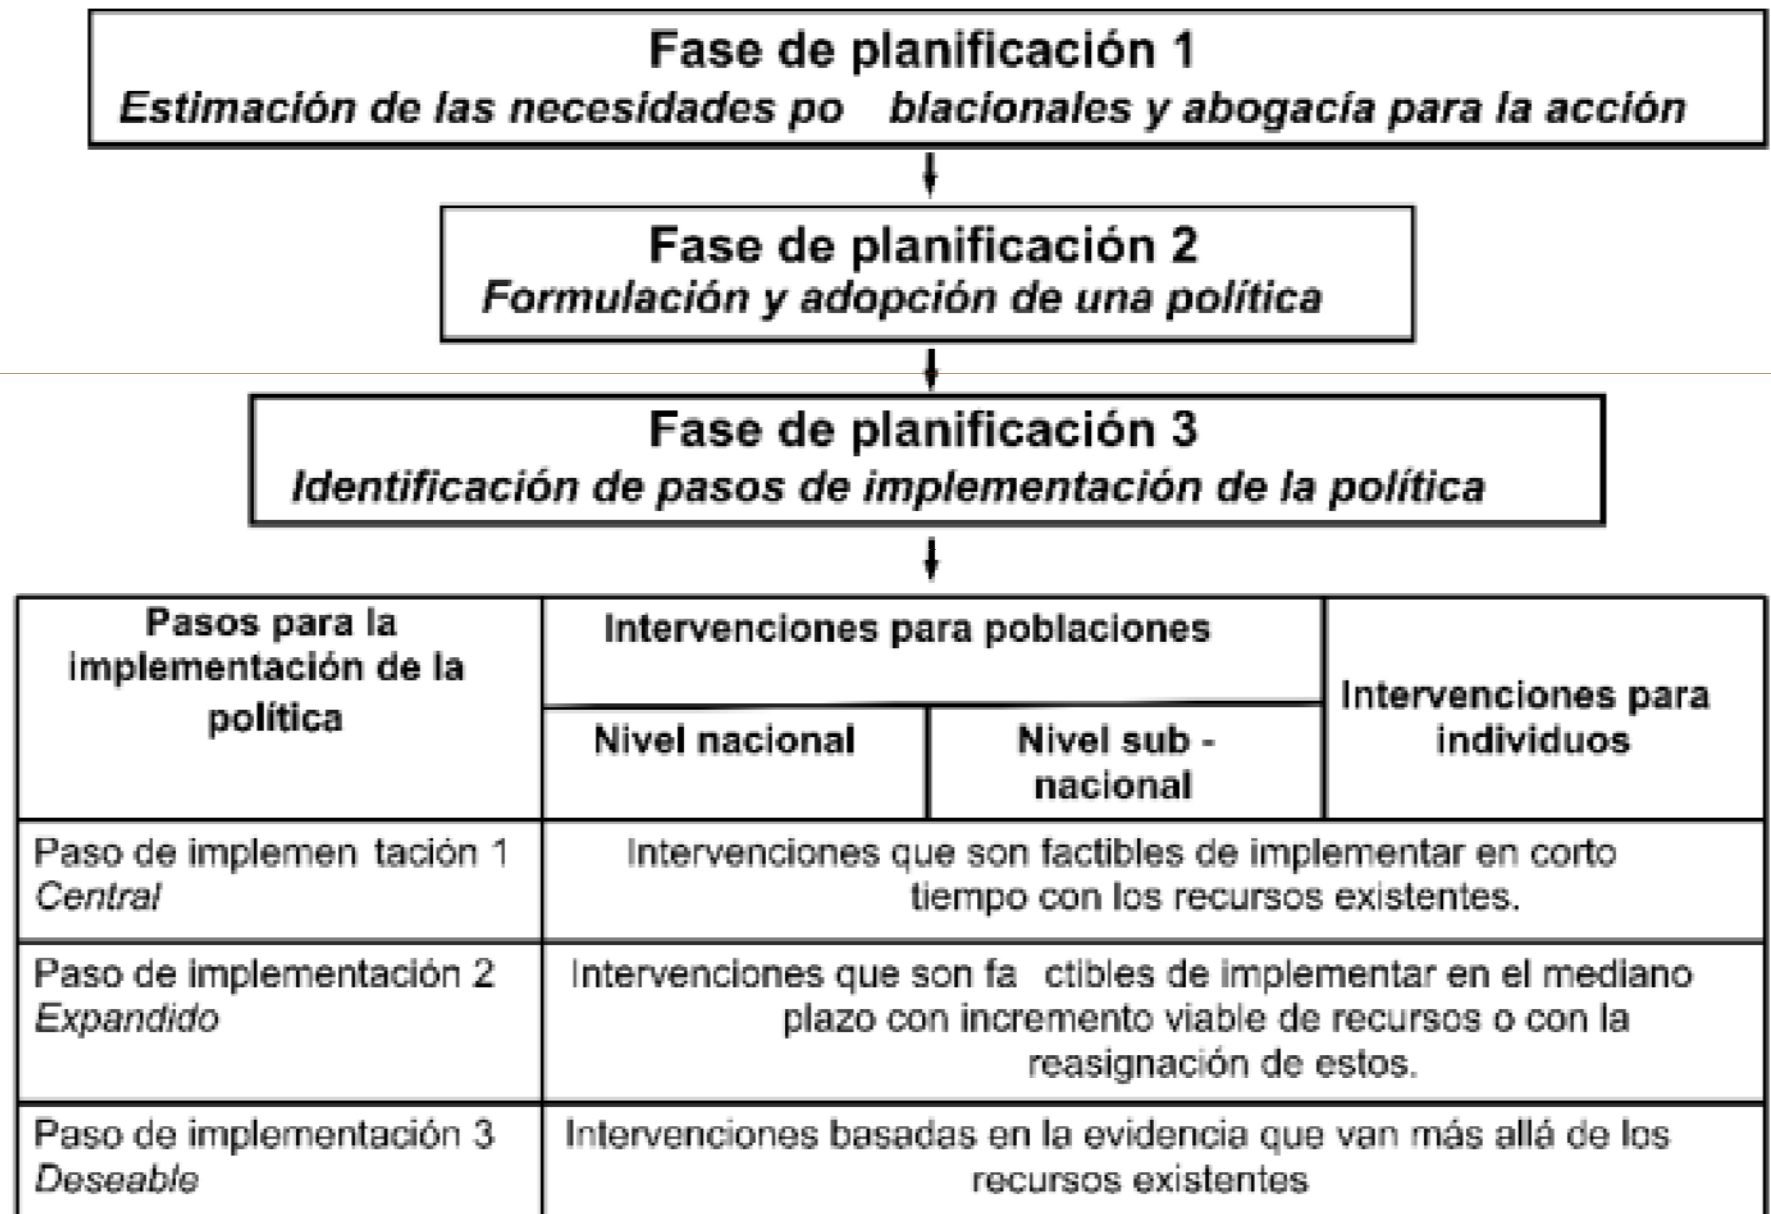 Fase de planificación 1
Estimación de las necesidades po blacionales y abogacía para la acción
Fase de planificación 2
Formulación y adopción de una política
Fase de planificación 3
Identificación de pasos de implementación de la política
Pasos para la
implementación de la
política
Intervenciones para poblaciones
Nivel nacional
Nivel sub -
nacional
Intervenciones para
individuos
Paso de implemen tación 1
Central
Intervenciones que son factibles de implementar en corto
tiempo con los recursos existentes.
Paso de implementación 2
Expandido
Intervenciones que son fa ctibles de implementar en el mediano
plazo con incremento viable de recursos o con la
reasignación de estos.
Paso de implementación 3
Deseable
Intervenciones basadas en la evidencia que van más allá de los
recursos existentes